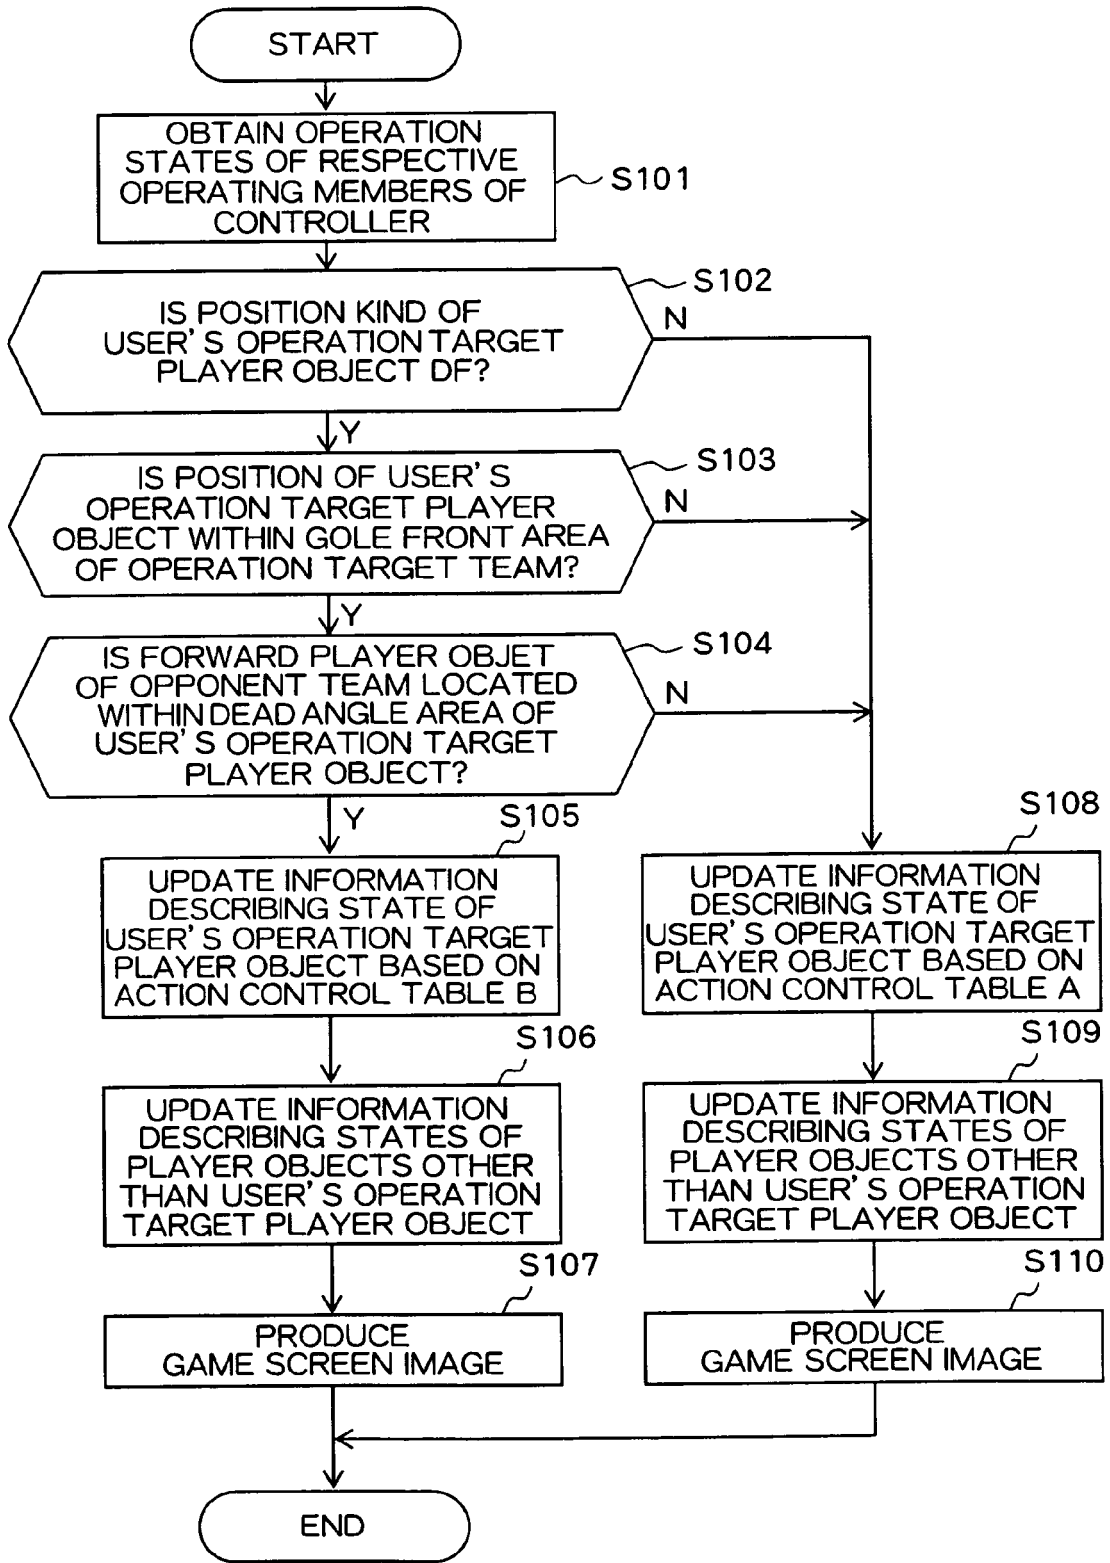 START
OBTAIN OPERATION
STATES OF RESPECTIVE
OPERATING MEMBERS OF
CONTROLLER
S101
S102
IS POSITION KIND OF
USER'S OPERATION TARGET
PLAYER OBJECT DF?
N
Y
S103
IS POSITION OF USER'S
OPERATION TARGET PLAYER
OBJECT WITHIN GOLE FRONT AREA
OF OPERATION TARGET TEAM?
N
Y
S104
IS FORWARD PLAYER OBJET
OF OPPONENT TEAM LOCATED
WITHIN DEAD ANGLE AREA OF
USER'S OPERATION TARGET
PLAYER OBJECT?
N
Y
S105
UPDATE INFORMATION
DESCRIBING STATE OF
USER'S OPERATION TARGET
PLAYER OBJECT BASED ON
ACTION CONTROL TABLE B
S108
UPDATE INFORMATION
DESCRIBING STATE OF
USER'S OPERATION TARGET
PLAYER OBJECT BASED ON
ACTION CONTROL TABLE A
S106
UPDATE INFORMATION
DESCRIBING STATES OF
PLAYER OBJECTS OTHER
THAN USER'S OPERATION
TARGET PLAYER OBJECT
S109
UPDATE INFORMATION
DESCRIBING STATES OF
PLAYER OBJECTS OTHER
THAN USER'S OPERATION
TARGET PLAYER OBJECT
S107
PRODUCE
GAME SCREEN IMAGE
S110
PRODUCE
GAME SCREEN IMAGE
END